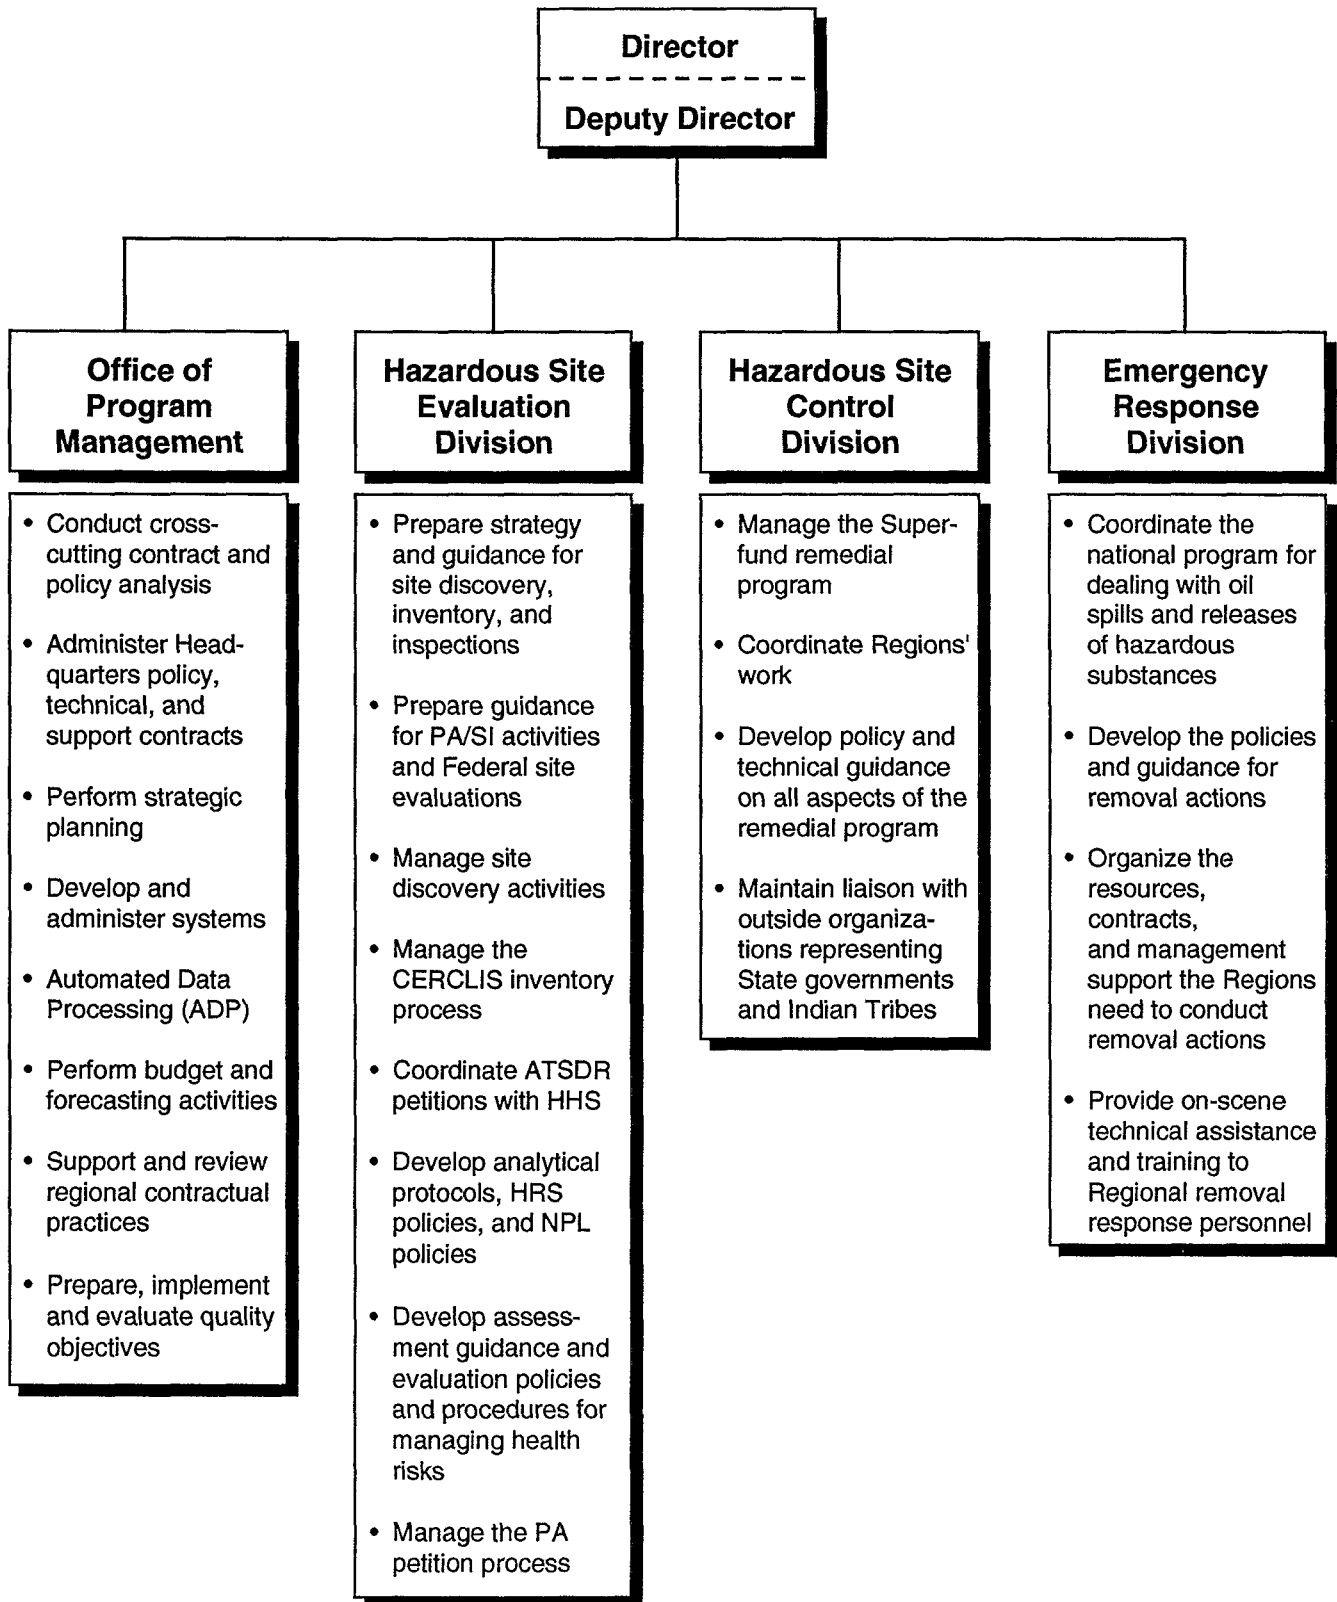 Director
Deputy Director
Office of
Program
Management
• Conduct cross-
cutting contract and
policy analysis
• Administer Head-
quarters policy,
technical, and
support contracts
• Perform strategic
planning
• Develop and
administer systems
• Automated Data
Processing (ADP)
• Perform budget and
forecasting activities
• Support and review
regional contractual
practices
• Prepare, implement
and evaluate quality
objectives
Hazardous Site
Evaluation
Division
• Prepare strategy
and guidance for
site discovery,
inventory, and
inspections
• Prepare guidance
for PA/SI activities
and Federal site
evaluations
• Manage site
discovery activities
• Manage the
CERCLIS inventory
process
• Coordinate ATSDR
petitions with HHS
• Develop analytical
protocols, HRS
policies, and NPL
policies
• Develop assess-
ment guidance and
evaluation policies
and procedures for
managing health
risks
• Manage the PA
petition process
Hazardous Site
Control
Division
• Manage the Super-
fund remedial
program
• Coordinate Regions'
work
• Develop policy and
technical guidance
on all aspects of the
remedial program
• Maintain liaison with
outside organiza-
tions representing
State governments
and Indian Tribes
Emergency
Response
Division
• Coordinate the
national program for
dealing with oil
spills and releases
of hazardous
substances
• Develop the policies
and guidance for
removal actions
• Organize the
resources,
contracts,
and management
support the Regions
need to conduct
removal actions
• Provide on-scene
technical assistance
and training to
Regional removal
response personnel